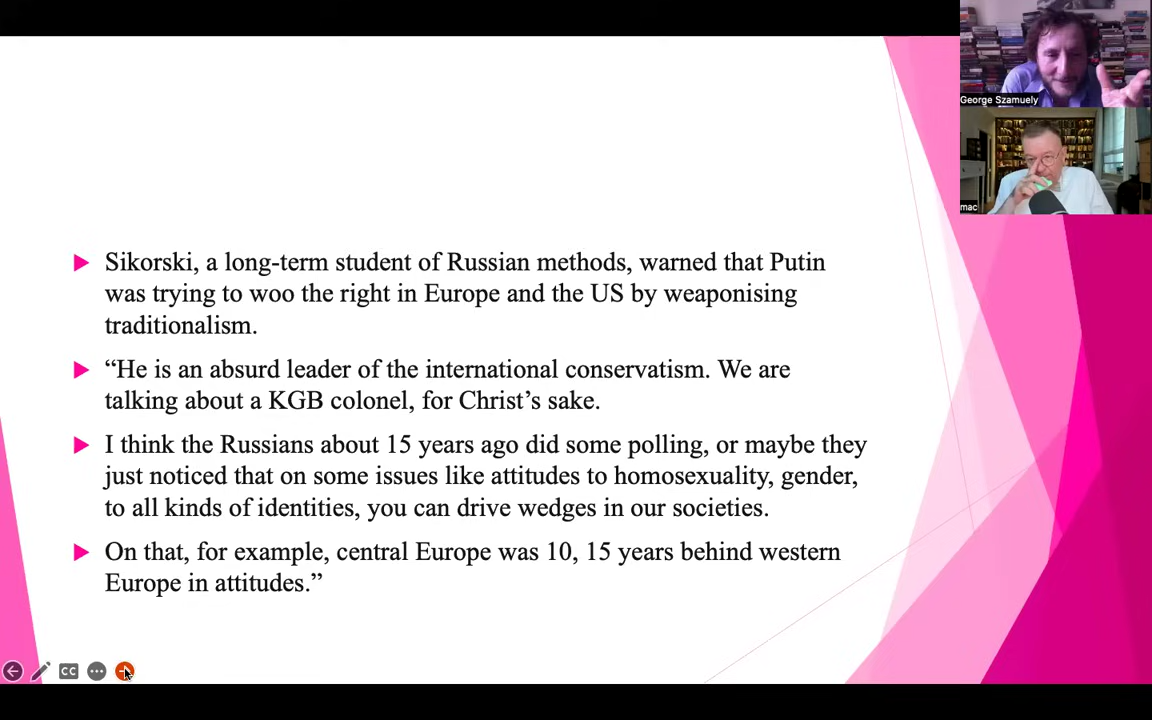 George Szamuely
mac
Sikorski, a long-term student of Russian methods, warned that Putin
was trying to woo the right in Europe and the US by weaponising
traditionalism.
“He is an absurd leader of the international conservatism. We are
talking about a KGB colonel, for Christ’s sake.
I think the Russians about 15 years ago did some polling, or maybe they
just noticed that on some issues like attitudes to homosexuality, gender,
to all kinds of identities, you can drive wedges in our societies.
On that, for example, central Europe was 10, 15 years behind western
Europe in attitudes.”
CC